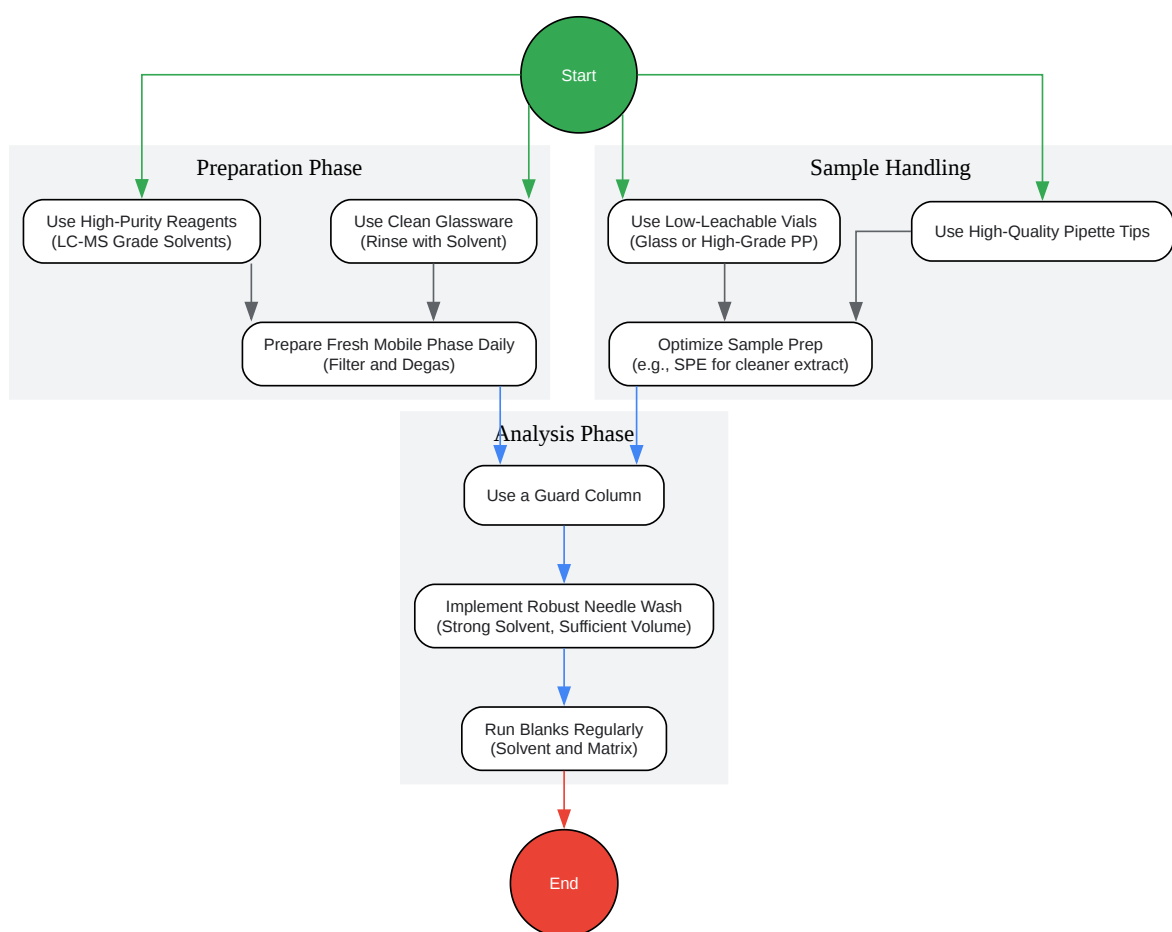 Start
Preparation Phase
Use High-Purity Reagents
(LC-MS Grade Solvents)
Use Clean Glassware
(Rinse with Solvent)
Prepare Fresh Mobile Phase Daily
(Filter and Degas)
Sample Handling
Use Low-Leachable Vials
(Glass or High-Grade PP)
Use High-Quality Pipette Tips
Optimize Sample Prep
(e.g., SPE for cleaner extract)
Analysis Phase
Use a Guard Column
Implement Robust Needle Wash
(Strong Solvent, Sufficient Volume)
Run Blanks Regularly
(Solvent and Matrix)
End